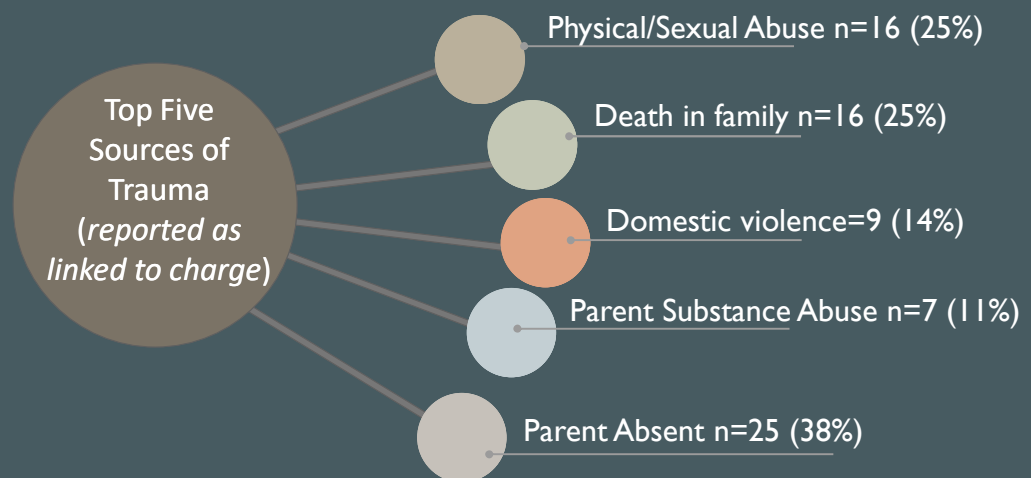 Top Five
Sources of
Trauma
(reported as
linked to charge)
Physical/Sexual Abuse n=16 (25%)
Death in family n=16 (25%)
Domestic violence=9 (14%)
Parent Substance Abuse n=7 (11%)
Parent Absent n=25 (38%)